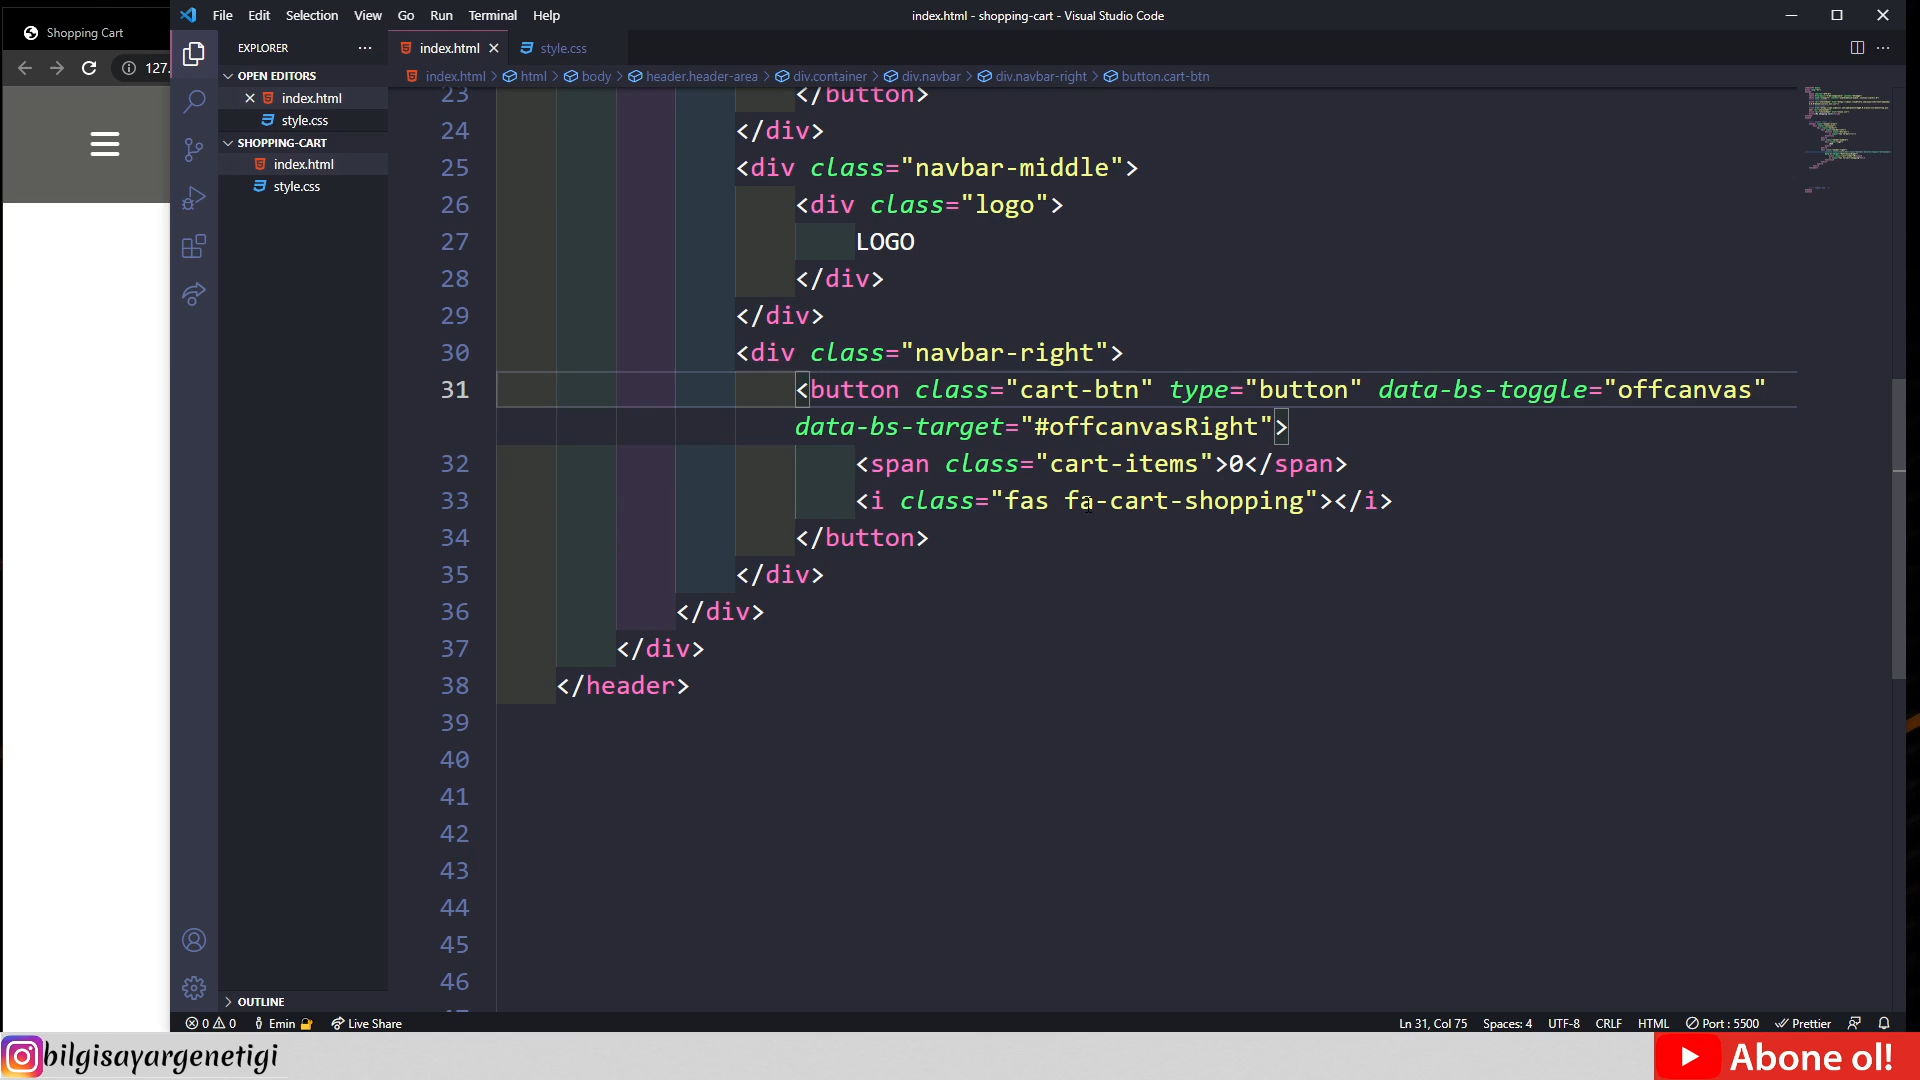 Shopping Cart
File Edit Selection View Go Run Terminal Help
index.html - shopping-cart - Visual Studio Code
127.
EXPLORER
OPEN EDITORS
index.html
style.css
SHOPPING-CART
index.html
style.css
OUTLINE
index.html style.css
index.html > html > body > header.header-area > div.container > div.navbar > div.navbar-right > button.cart-btn
23 </button>
24 </div>
25 <div class="navbar-middle">
26 <div class="logo">
27 LOGO
28 </div>
29 </div>
30 <div class="navbar-right">
31 <button class="cart-btn" type="button" data-bs-toggle="offcanvas"
data-bs-target="#offcanvasRight">
32 <span class="cart-items">0</span>
33 <i class="fas fa-cart-shopping"></i>
34 </button>
35 </div>
36 </div>
37 </div>
38 </header>
39
40
41
42
43
44
45
46
0 0 Emin Live Share
Ln 31, Col 75 Spaces: 4 UTF-8 CRLF HTML Port : 5500 Prettier
bilgisayargenetigi
Abone ol!